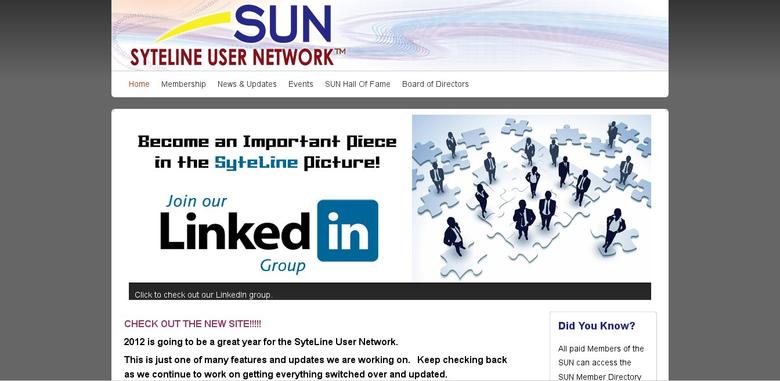 SUN
SYTELINE USER NETWORK™
Home Membership News & Updates Events SUN Hall Of Fame Board of Directors
Become an Important Piece
in the SyteLine Picture!
Join our
Linked in
Group
Click to check out our LinkedIn group.
CHECK OUT THE NEW SITE!!!!!
2012 is going to be a great year for the SyteLine User Network.
This is just one of many features and updates we are working on. Keep checking back
as we continue to work on getting everything switched over and updated.
Did You Know?
All paid Members of the
SUN can access the
SUN Member Directory